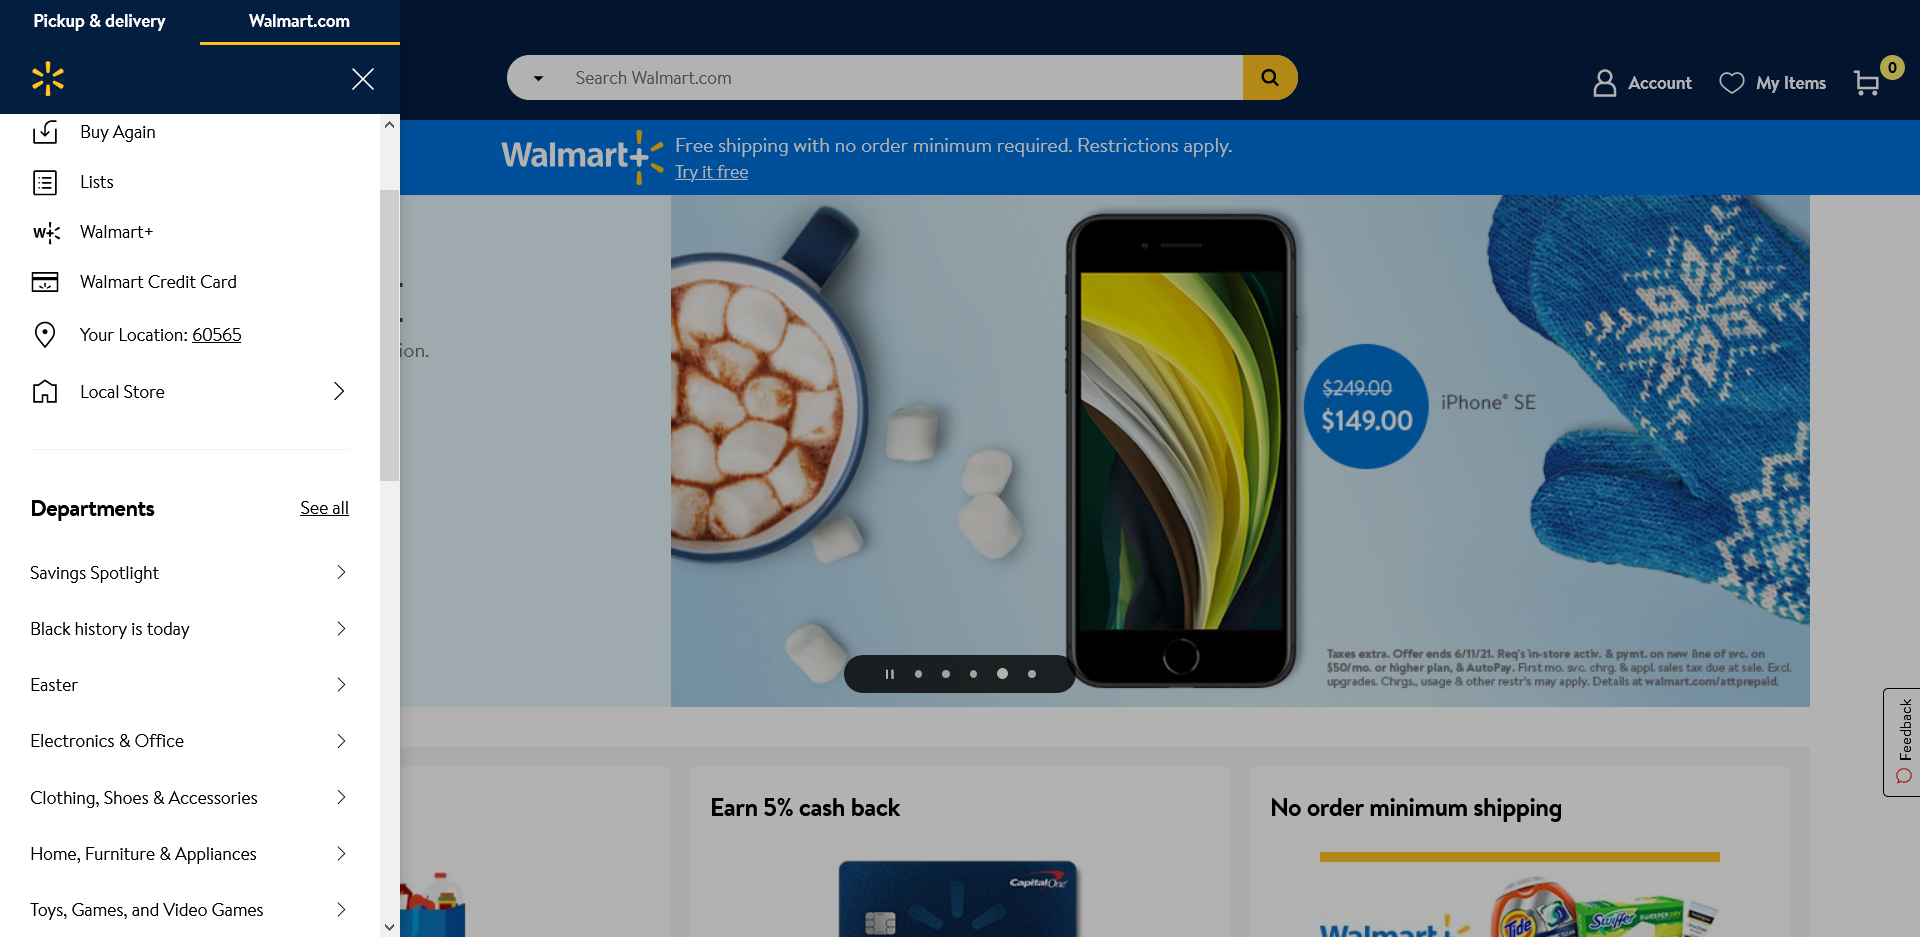 Pickup & delivery
Walmart.com
Buy Again
Lists
W+ Walmart+
Walmart Credit Card
Your Location: 60565
Local Store
Departments See all
Savings Spotlight
Black history is today
Easter
Electronics & Office
Clothing, Shoes & Accessories
Home, Furniture & Appliances
Toys, Games, and Video Games
Search Walmart.com
Account
My Items
0
Walmart+
Free shipping with no order minimum required. Restrictions apply.
Try it free
ion.
$249.00
$149.00
iPhone® SE
Taxes extra. Offer ends 6/11/21. Req's in-store activ. & pymt. on new line of svc. on
$50/mo. or higher plan, & AutoPay. First mo. svc. chrg. & appl. sales tax due at sale. Excl.
upgrades. Chrgs., usage & other restr's may apply. Details at walmart.com/attprepaid.
Feedback
Earn 5% cash back
Capital One
No order minimum shipping
Walmart+
Tide
Swiffer
SWEEPER DRY